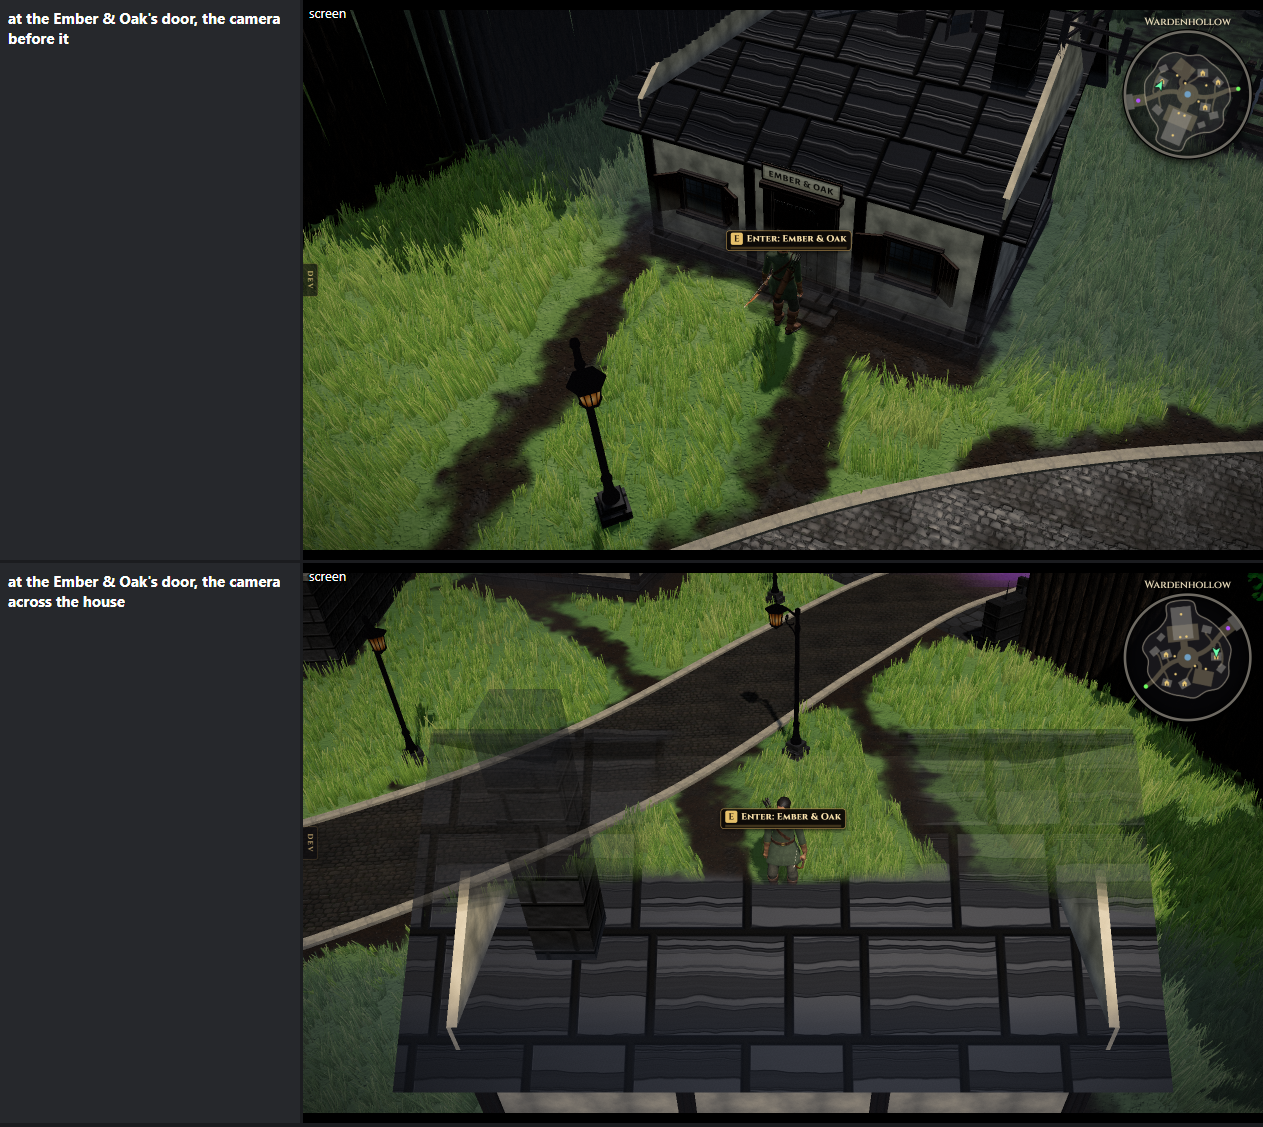 at the Ember & Oak's door, the camera
before it
screen
WARDENHOLLOW
EMBER & OAK
E ENTER: EMBER & OAK
DEV
at the Ember & Oak's door, the camera
across the house
screen
WARDENHOLLOW
E ENTER: EMBER & OAK
DEV